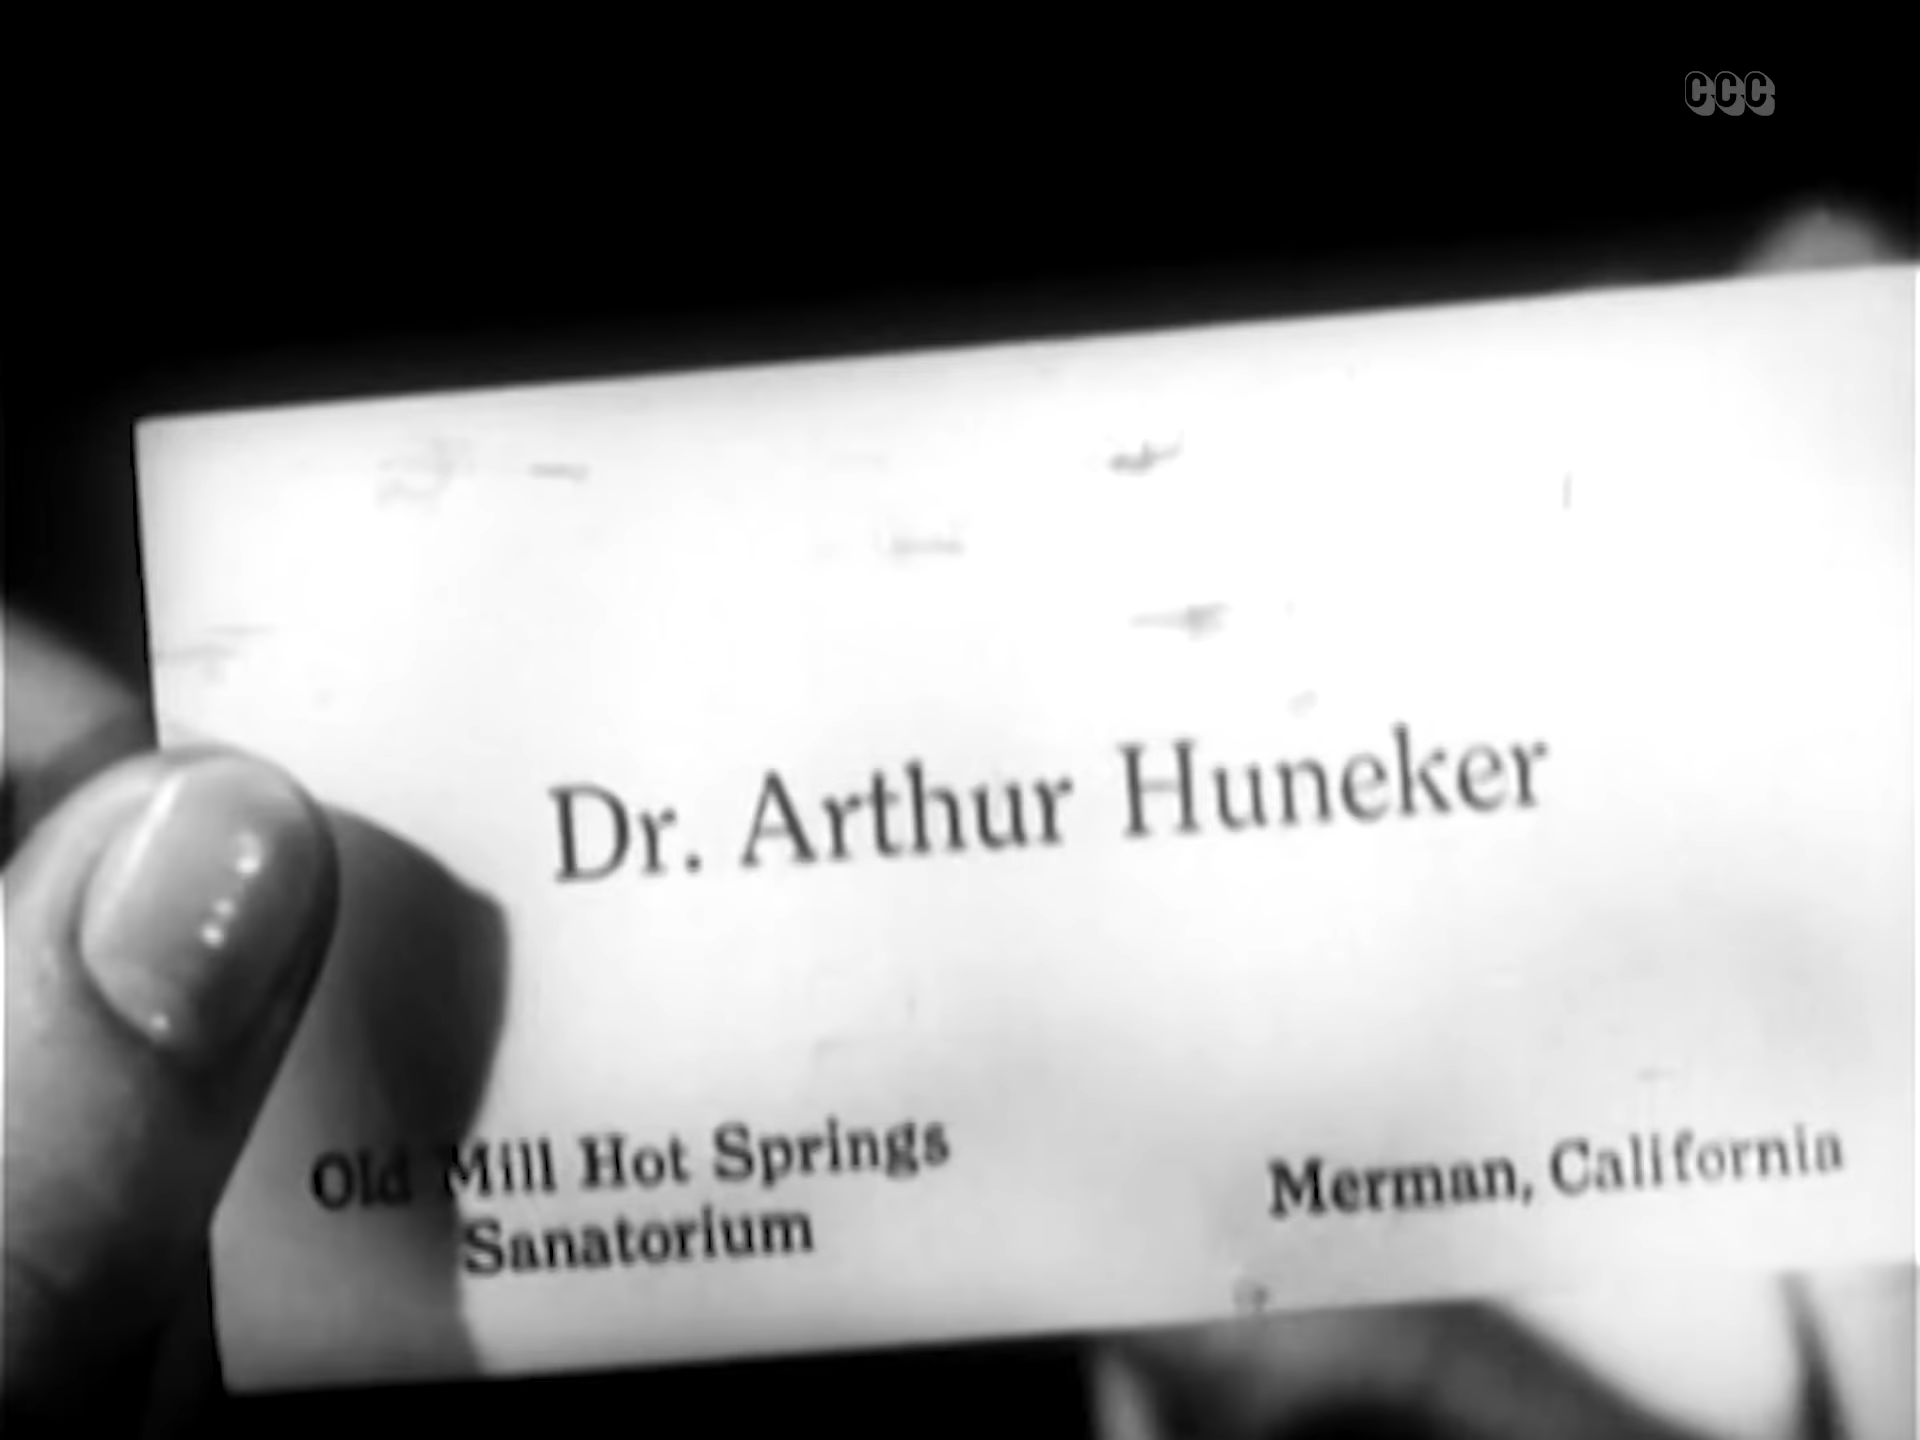 CCC
Dr. Arthur Huneker
Old Mill Hot Springs
Sanatorium
Merman, California